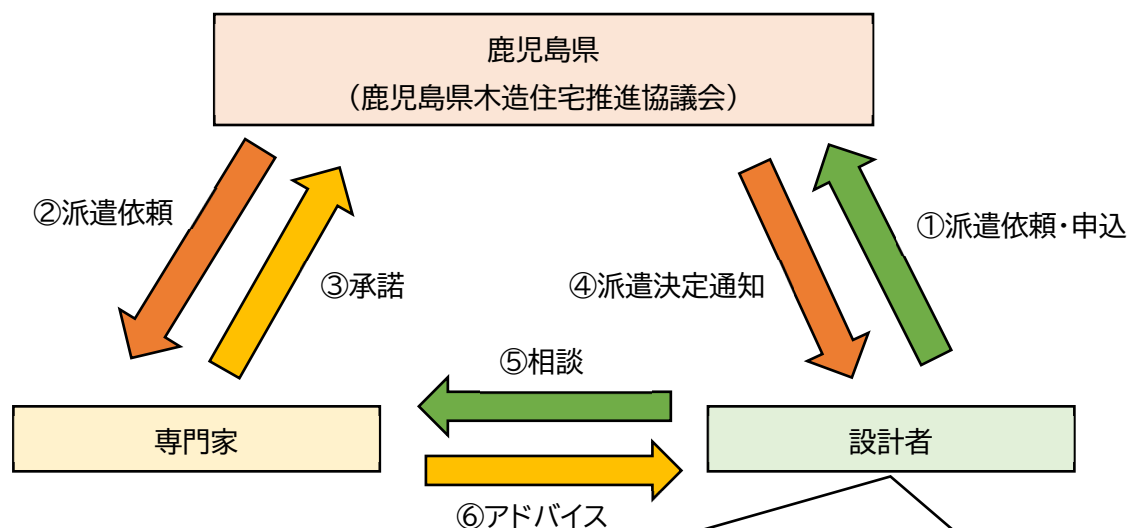 鹿児島県
（鹿児島県木造住宅推進協議会）
②派遣依頼
①派遣依頼・申込
③承諾
④派遣決定通知
⑤相談
専門家
設計者
⑥アドバイス